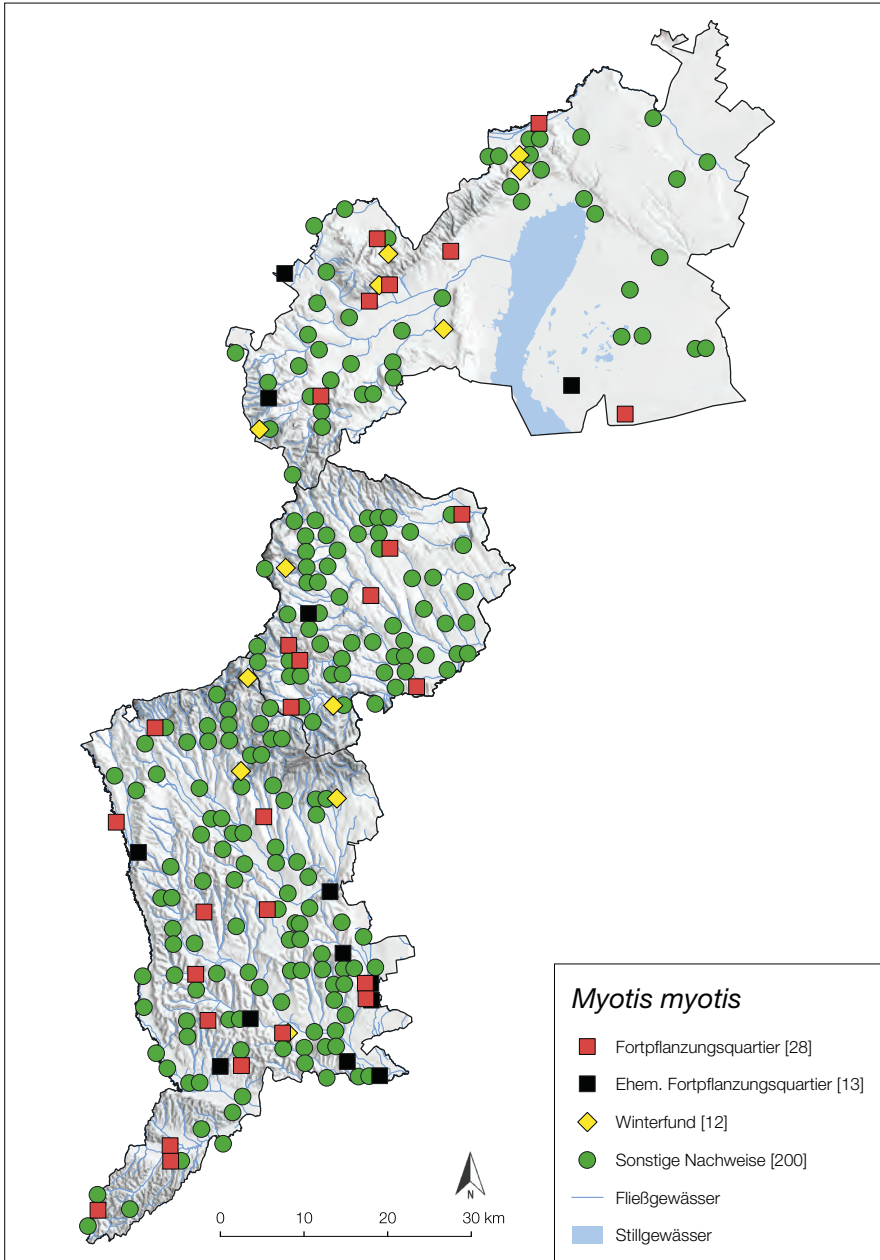 Myotis myotis
Fortpflanzungsquartier [28]
Ehem. Fortpflanzungsquartier [13]
Winterfund [12]
Sonstige Nachweise [200]
Fließgewässer
Stillgewässer
N
0 10 20 30 km